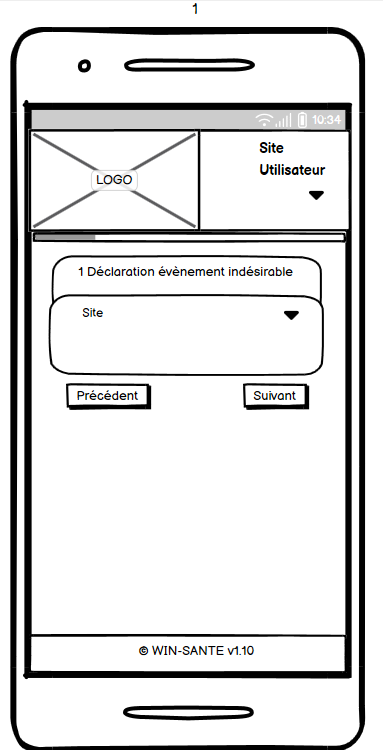 1
10:34
LOGO
Site
Utilisateur
1 Déclaration évènement indésirable
Site
Précédent
Suivant
© WIN-SANTE v1.10